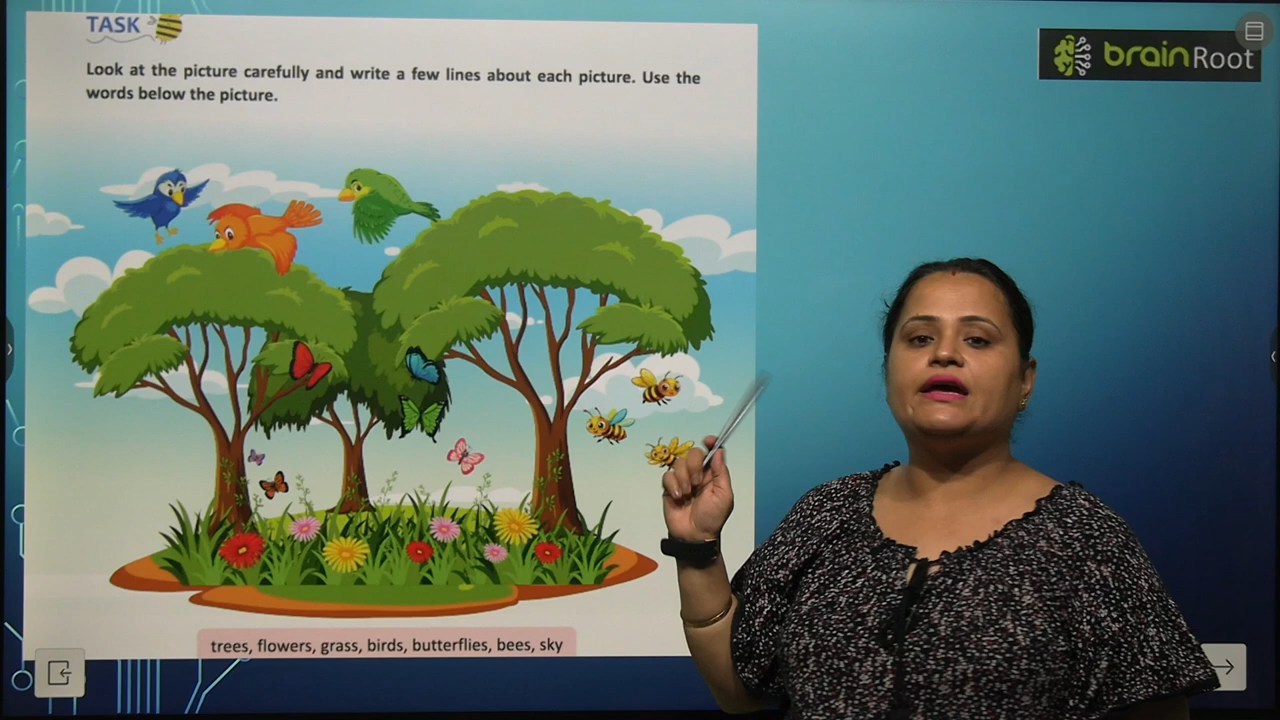 TASK
Look at the picture carefully and write a few lines about each picture. Use the
words below the picture.
trees, flowers, grass, birds, butterflies, bees, sky
brainRoot